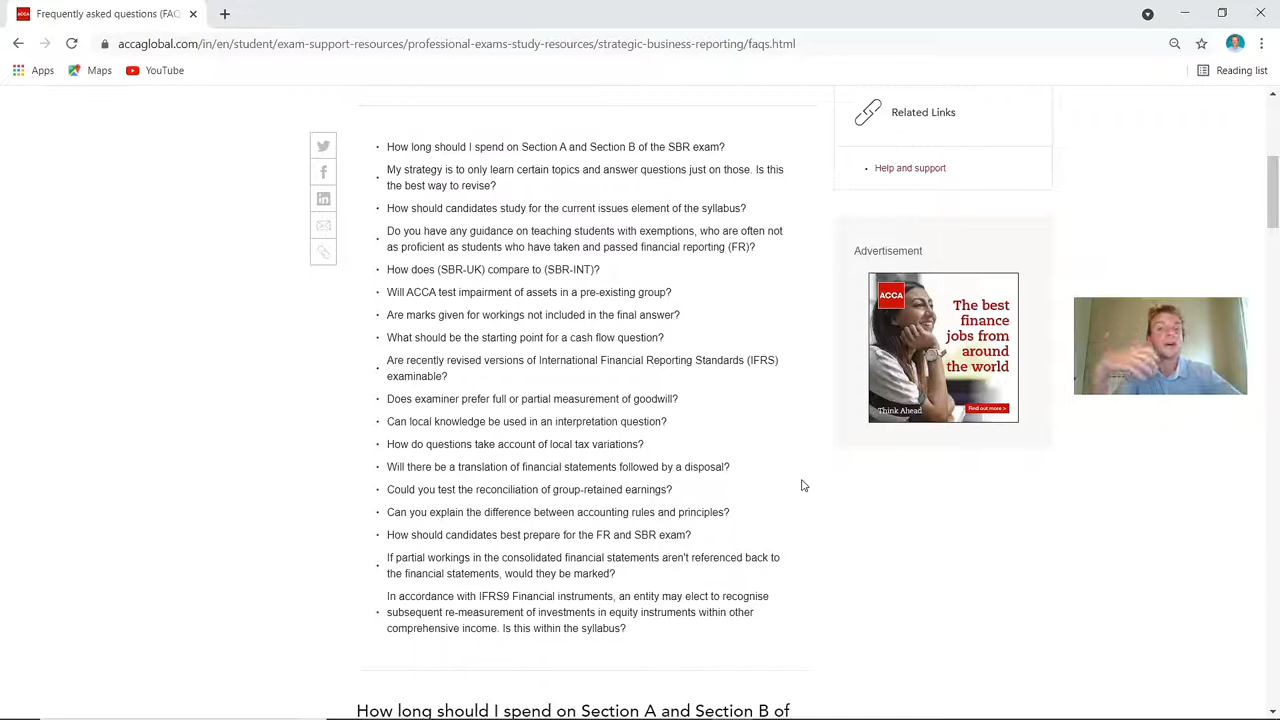 ACCA
Frequently asked questions (FAQ
accaglobal.com/in/en/student/exam-support-resources/professional-exams-study-resources/strategic-business-reporting/faqs.html
Apps
Maps
YouTube
Reading list
Related Links
Help and support
How long should I spend on Section A and Section B of the SBR exam?
My strategy is to only learn certain topics and answer questions just on those. Is this
the best way to revise?
How should candidates study for the current issues element of the syllabus?
Do you have any guidance on teaching students with exemptions, who are often not
as proficient as students who have taken and passed financial reporting (FR)?
How does (SBR-UK) compare to (SBR-INT)?
Will ACCA test impairment of assets in a pre-existing group?
Are marks given for workings not included in the final answer?
What should be the starting point for a cash flow question?
Are recently revised versions of International Financial Reporting Standards (IFRS)
examinable?
Does examiner prefer full or partial measurement of goodwill?
Can local knowledge be used in an interpretation question?
How do questions take account of local tax variations?
Will there be a translation of financial statements followed by a disposal?
Could you test the reconciliation of group-retained earnings?
Can you explain the difference between accounting rules and principles?
How should candidates best prepare for the FR and SBR exam?
If partial workings in the consolidated financial statements aren't referenced back to
the financial statements, would they be marked?
In accordance with IFRS9 Financial instruments, an entity may elect to recognise
subsequent re-measurement of investments in equity instruments within other
comprehensive income. Is this within the syllabus?
Advertisement
ACCA
The best
finance
jobs from
around
the world
Think Ahead
Find out more >
How long should I spend on Section A and Section B of